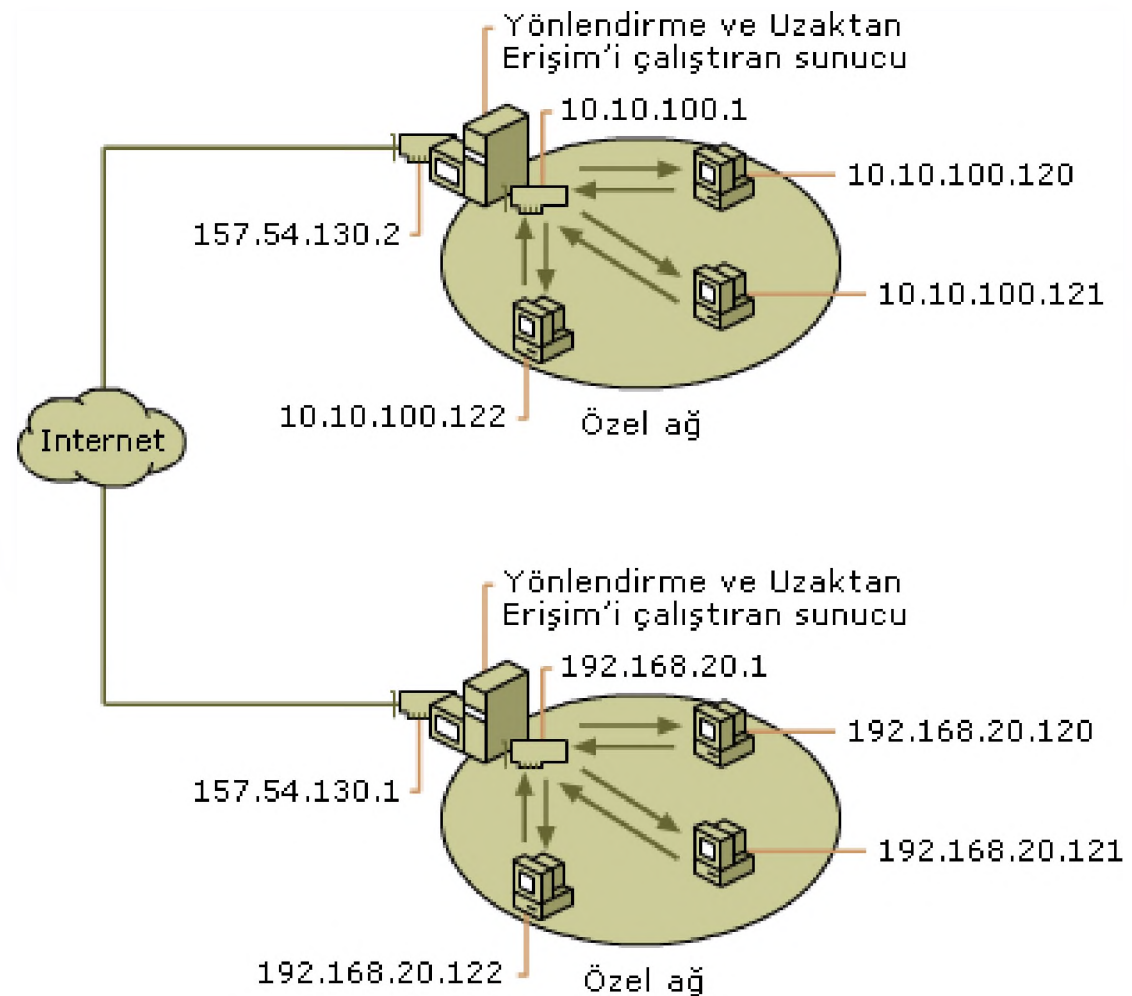 Yönlendirme ve Uzaktan
Erişim'i çalıştıran sunucu
10.10.100.1
10.10.100.120
157.54.130.2
10.10.100.121
10.10.100.122
Özel ağ
Internet
Yönlendirme ve Uzaktan
Erişim'i çalıştıran sunucu
192.168.20.1
192.168.20.120
157.54.130.1
192.168.20.121
192.168.20.122
Özel ağ